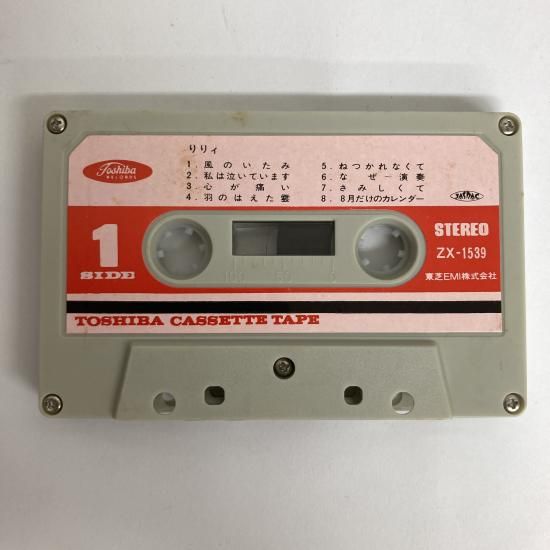 Toshiba
RECORDS
りりィ
1. 風のいたみ
2. 私は泣いています
3. 心が痛い
4. 羽のはえた雲
5. ねつかれなくて
6. なぜ－演奏
7. さみしくて
8. 8月だけのカレンダー
1
SIDE
STEREO
ZX-1539
100 50 0
東芝EMI株式会社
TOSHIBA CASSETTE TAPE